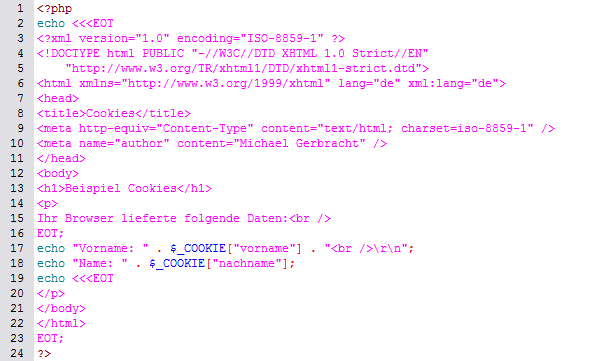 1 <?php
2 echo <<<EOT
3 <?xml version="1.0" encoding="ISO-8859-1" ?>
4 <!DOCTYPE html PUBLIC "-//W3C//DTD XHTML 1.0 Strict//EN"
5     "http://www.w3.org/TR/xhtml1/DTD/xhtml1-strict.dtd">
6 <html xmlns="http://www.w3.org/1999/xhtml" lang="de" xml:lang="de">
7 <head>
8 <title>Cookies</title>
9 <meta http-equiv="Content-Type" content="text/html; charset=iso-8859-1" />
10 <meta name="author" content="Michael Gerbracht" />
11 </head>
12 <body>
13 <h1>Beispiel Cookies</h1>
14 <p>
15 Ihr Browser lieferte folgende Daten:<br />
16 EOT;
17 echo "Vorname: " . $_COOKIE["vorname"] . "<br />\r\n";
18 echo "Name: " . $_COOKIE["nachname"];
19 echo <<<EOT
20 </p>
21 </body>
22 </html>
23 EOT;
24 ?>